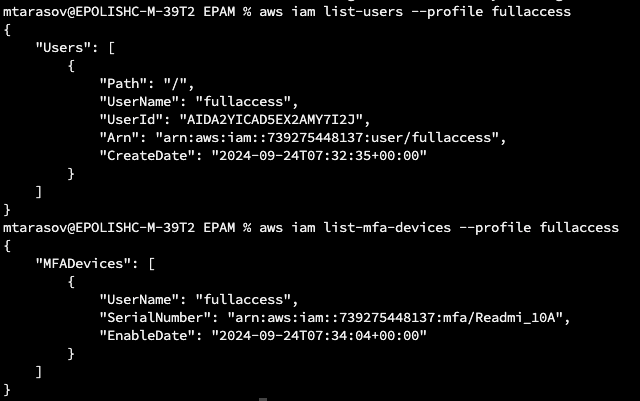 mtarasov@EPOLISHC-M-39T2 EPAM % aws iam list-users --profile fullaccess
{
    "Users": [
        {
            "Path": "/",
            "UserName": "fullaccess",
            "UserId": "AIDA2YICAD5EX2AMY7I2J",
            "Arn": "arn:aws:iam::739275448137:user/fullaccess",
            "CreateDate": "2024-09-24T07:32:35+00:00"
        }
    ]
}
mtarasov@EPOLISHC-M-39T2 EPAM % aws iam list-mfa-devices --profile fullaccess
{
    "MFADevices": [
        {
            "UserName": "fullaccess",
            "SerialNumber": "arn:aws:iam::739275448137:mfa/Readmi_10A",
            "EnableDate": "2024-09-24T07:34:04+00:00"
        }
    ]
}